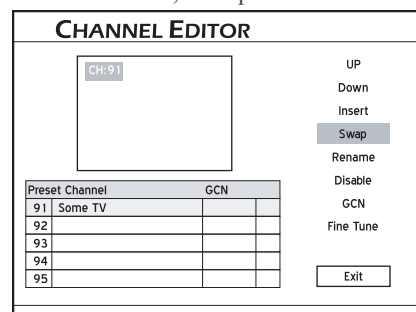 CHANNEL EDITOR
CH:91
UP
Down
Insert
Swap
Rename
Disable
GCN
Fine Tune
Exit
Preset Channel GCN
91 Some TV
92
93
94
95